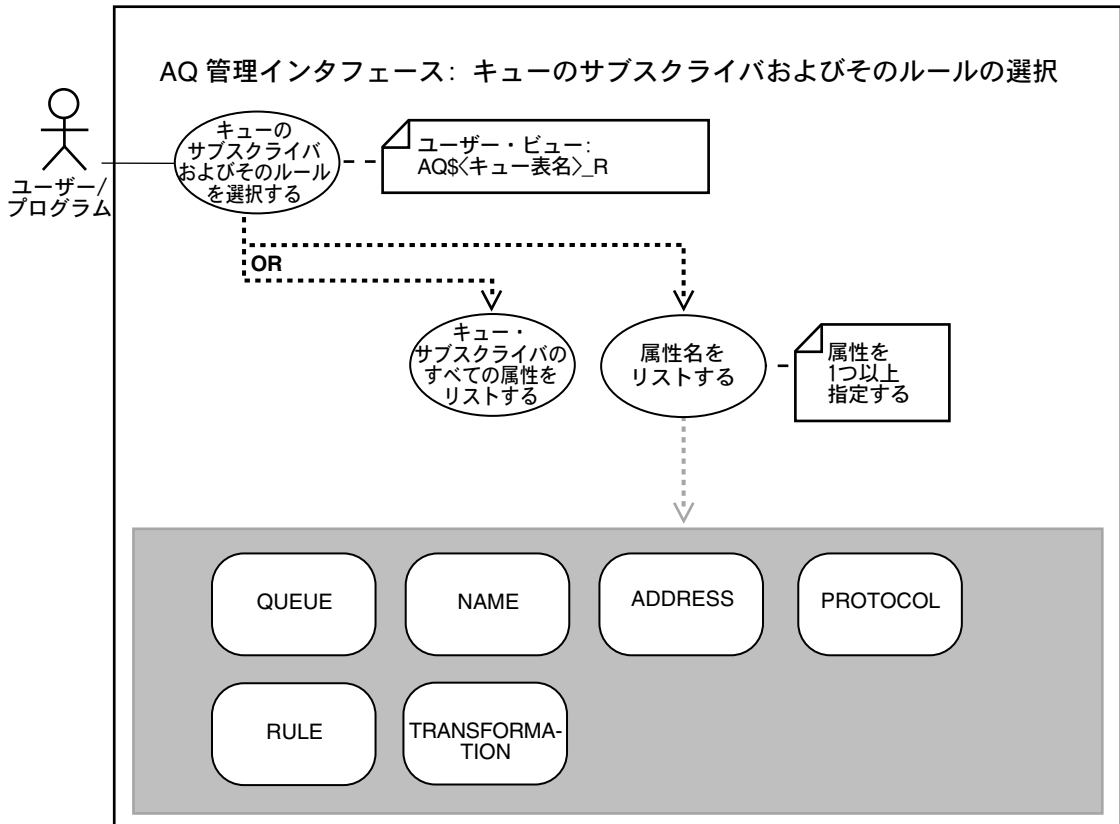 AQ 管理インタフェース: キューのサブスクライバおよびそのルールの選択
ユーザー/
プログラム
キューの
サブスクライバ
およびそのルール
を選択する
ユーザー・ビュー:
AQ$<キュー表名>_R
OR
キュー・
サブスクライバの
すべての属性を
リストする
属性名を
リストする
属性を
1つ以上
指定する
QUEUE
NAME
ADDRESS
PROTOCOL
RULE
TRANSFORMA-
TION